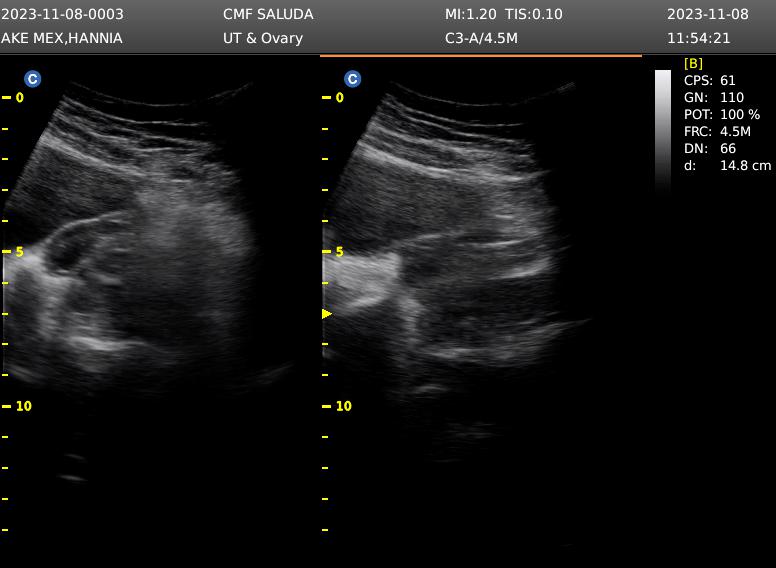 2023-11-08-0003 CMF SALUDA MI:1.20 TIS:0.10 2023-11-08
AKE MEX,HANNIA UT & Ovary C3-A/4.5M 11:54:21
C C [B]
0 0 CPS: 61
GN: 110
POT: 100 %
FRC: 4.5M
DN: 66
d: 14.8 cm
5 5
10 10